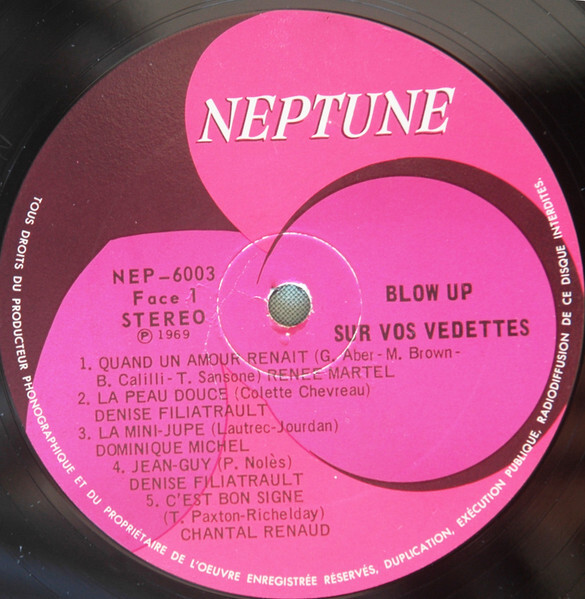 NEPTUNE
NEP-6003
Face 1
STEREO
℗ 1969
BLOW UP
SUR VOS VEDETTES
1. QUAND UN AMOUR RENAIT (G. Aber - M. Brown -
B. Calilli - T. Sansone) RENEE MARTEL
2. LA PEAU DOUCE (Colette Chevreau)
DENISE FILIATRAULT
3. LA MINI-JUPE (Lautrec-Jourdan)
DOMINIQUE MICHEL
4. JEAN-GUY (P. Nolès)
DENISE FILIATRAULT
5. C'EST BON SIGNE
(T. Paxton-Richelday)
CHANTAL RENAUD
TOUS DROITS DU PRODUCTEUR PHONOGRAPHIQUE ET DU PROPRIÉTAIRE DE L'OEUVRE ENREGISTRÉE RÉSERVÉS, DUPLICATION, EXÉCUTION PUBLIQUE, RADIODIFFUSION DE CE DISQUE INTERDITES.